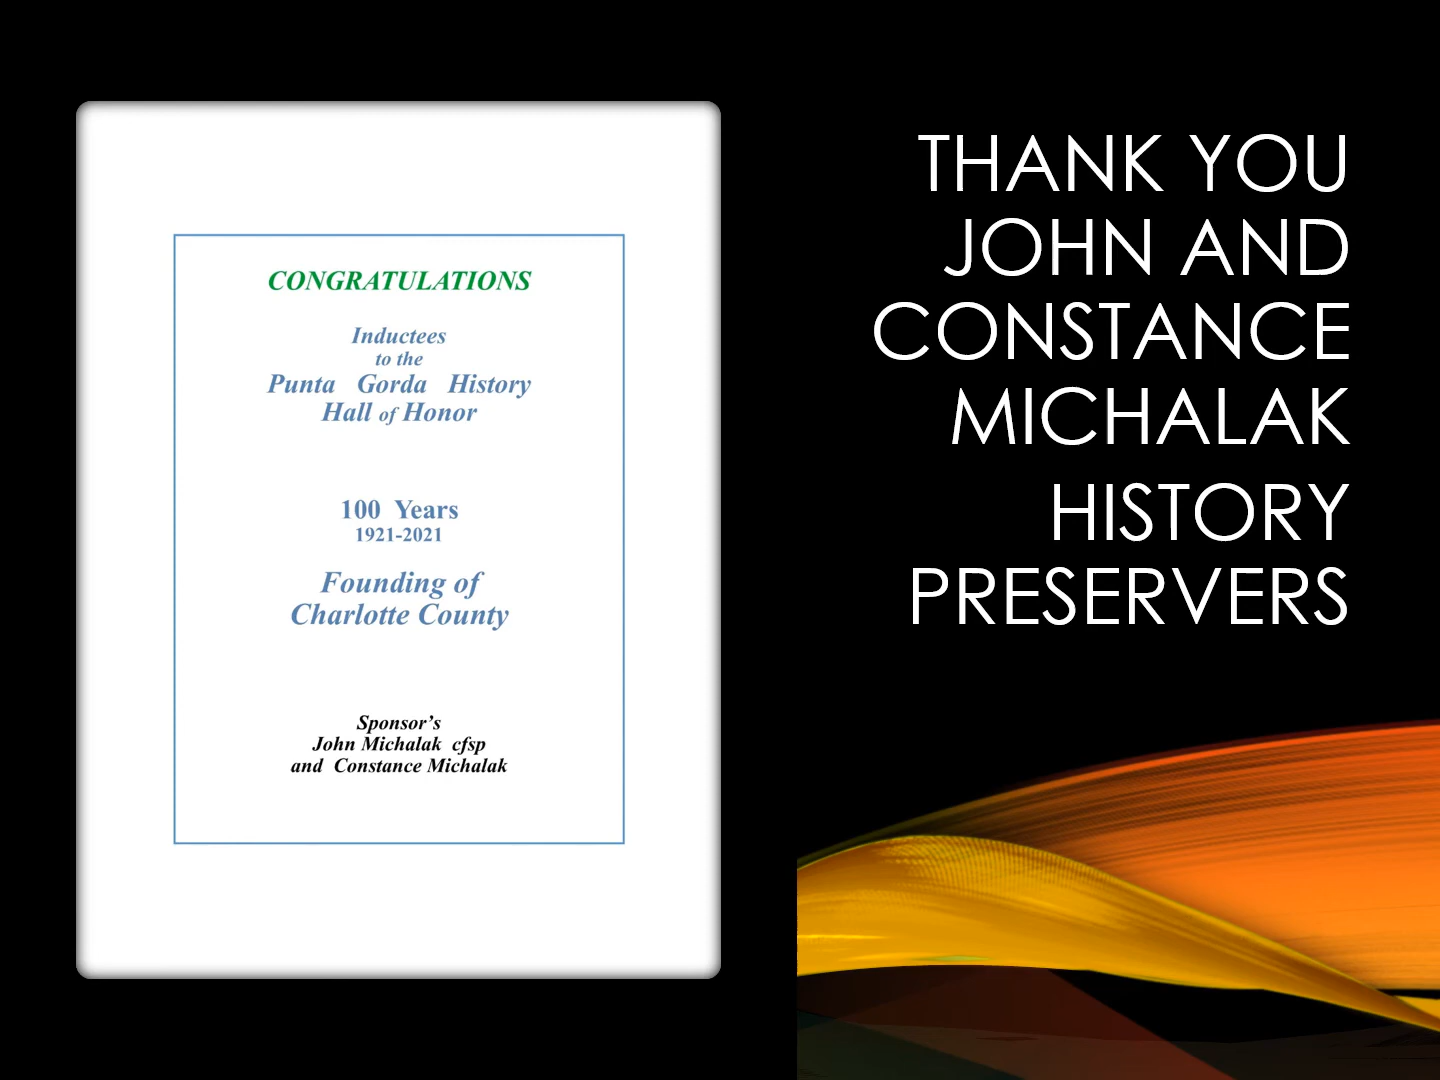 CONGRATULATIONS
Inductees
to the
Punta Gorda History
Hall of Honor
100 Years
1921-2021
Founding of
Charlotte County
Sponsor’s
John Michalak cfsp
and Constance Michalak
THANK YOU
JOHN AND
CONSTANCE
MICHALAK
HISTORY
PRESERVERS